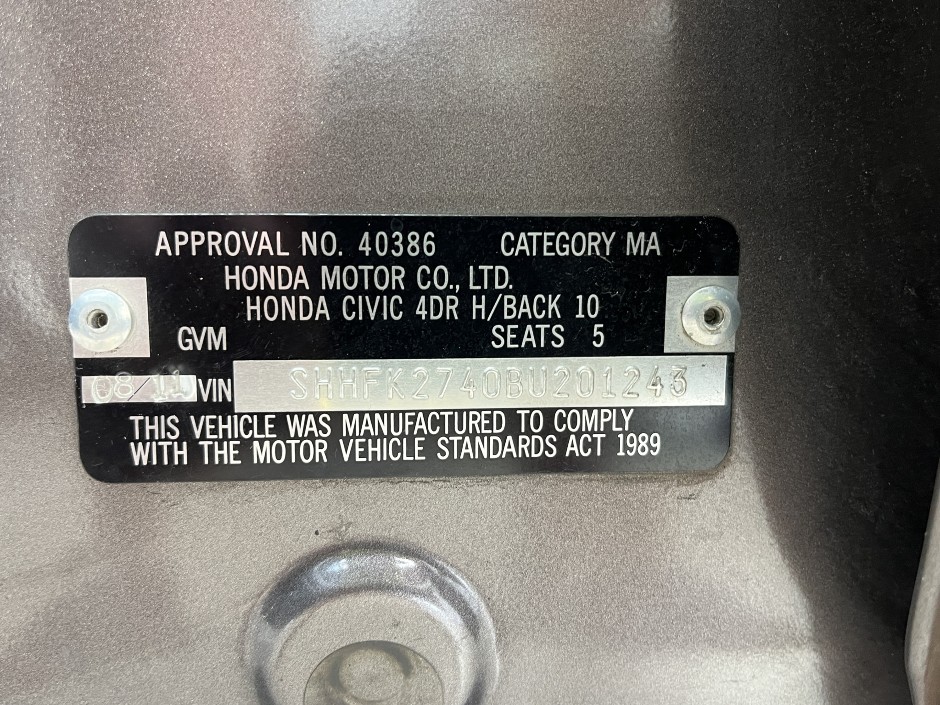 APPROVAL NO. 40386 CATEGORY MA
HONDA MOTOR CO., LTD.
HONDA CIVIC 4DR H/BACK 10
GVM SEATS 5
08/11 VIN SHHFK2740BU201243
THIS VEHICLE WAS MANUFACTURED TO COMPLY
WITH THE MOTOR VEHICLE STANDARDS ACT 1989